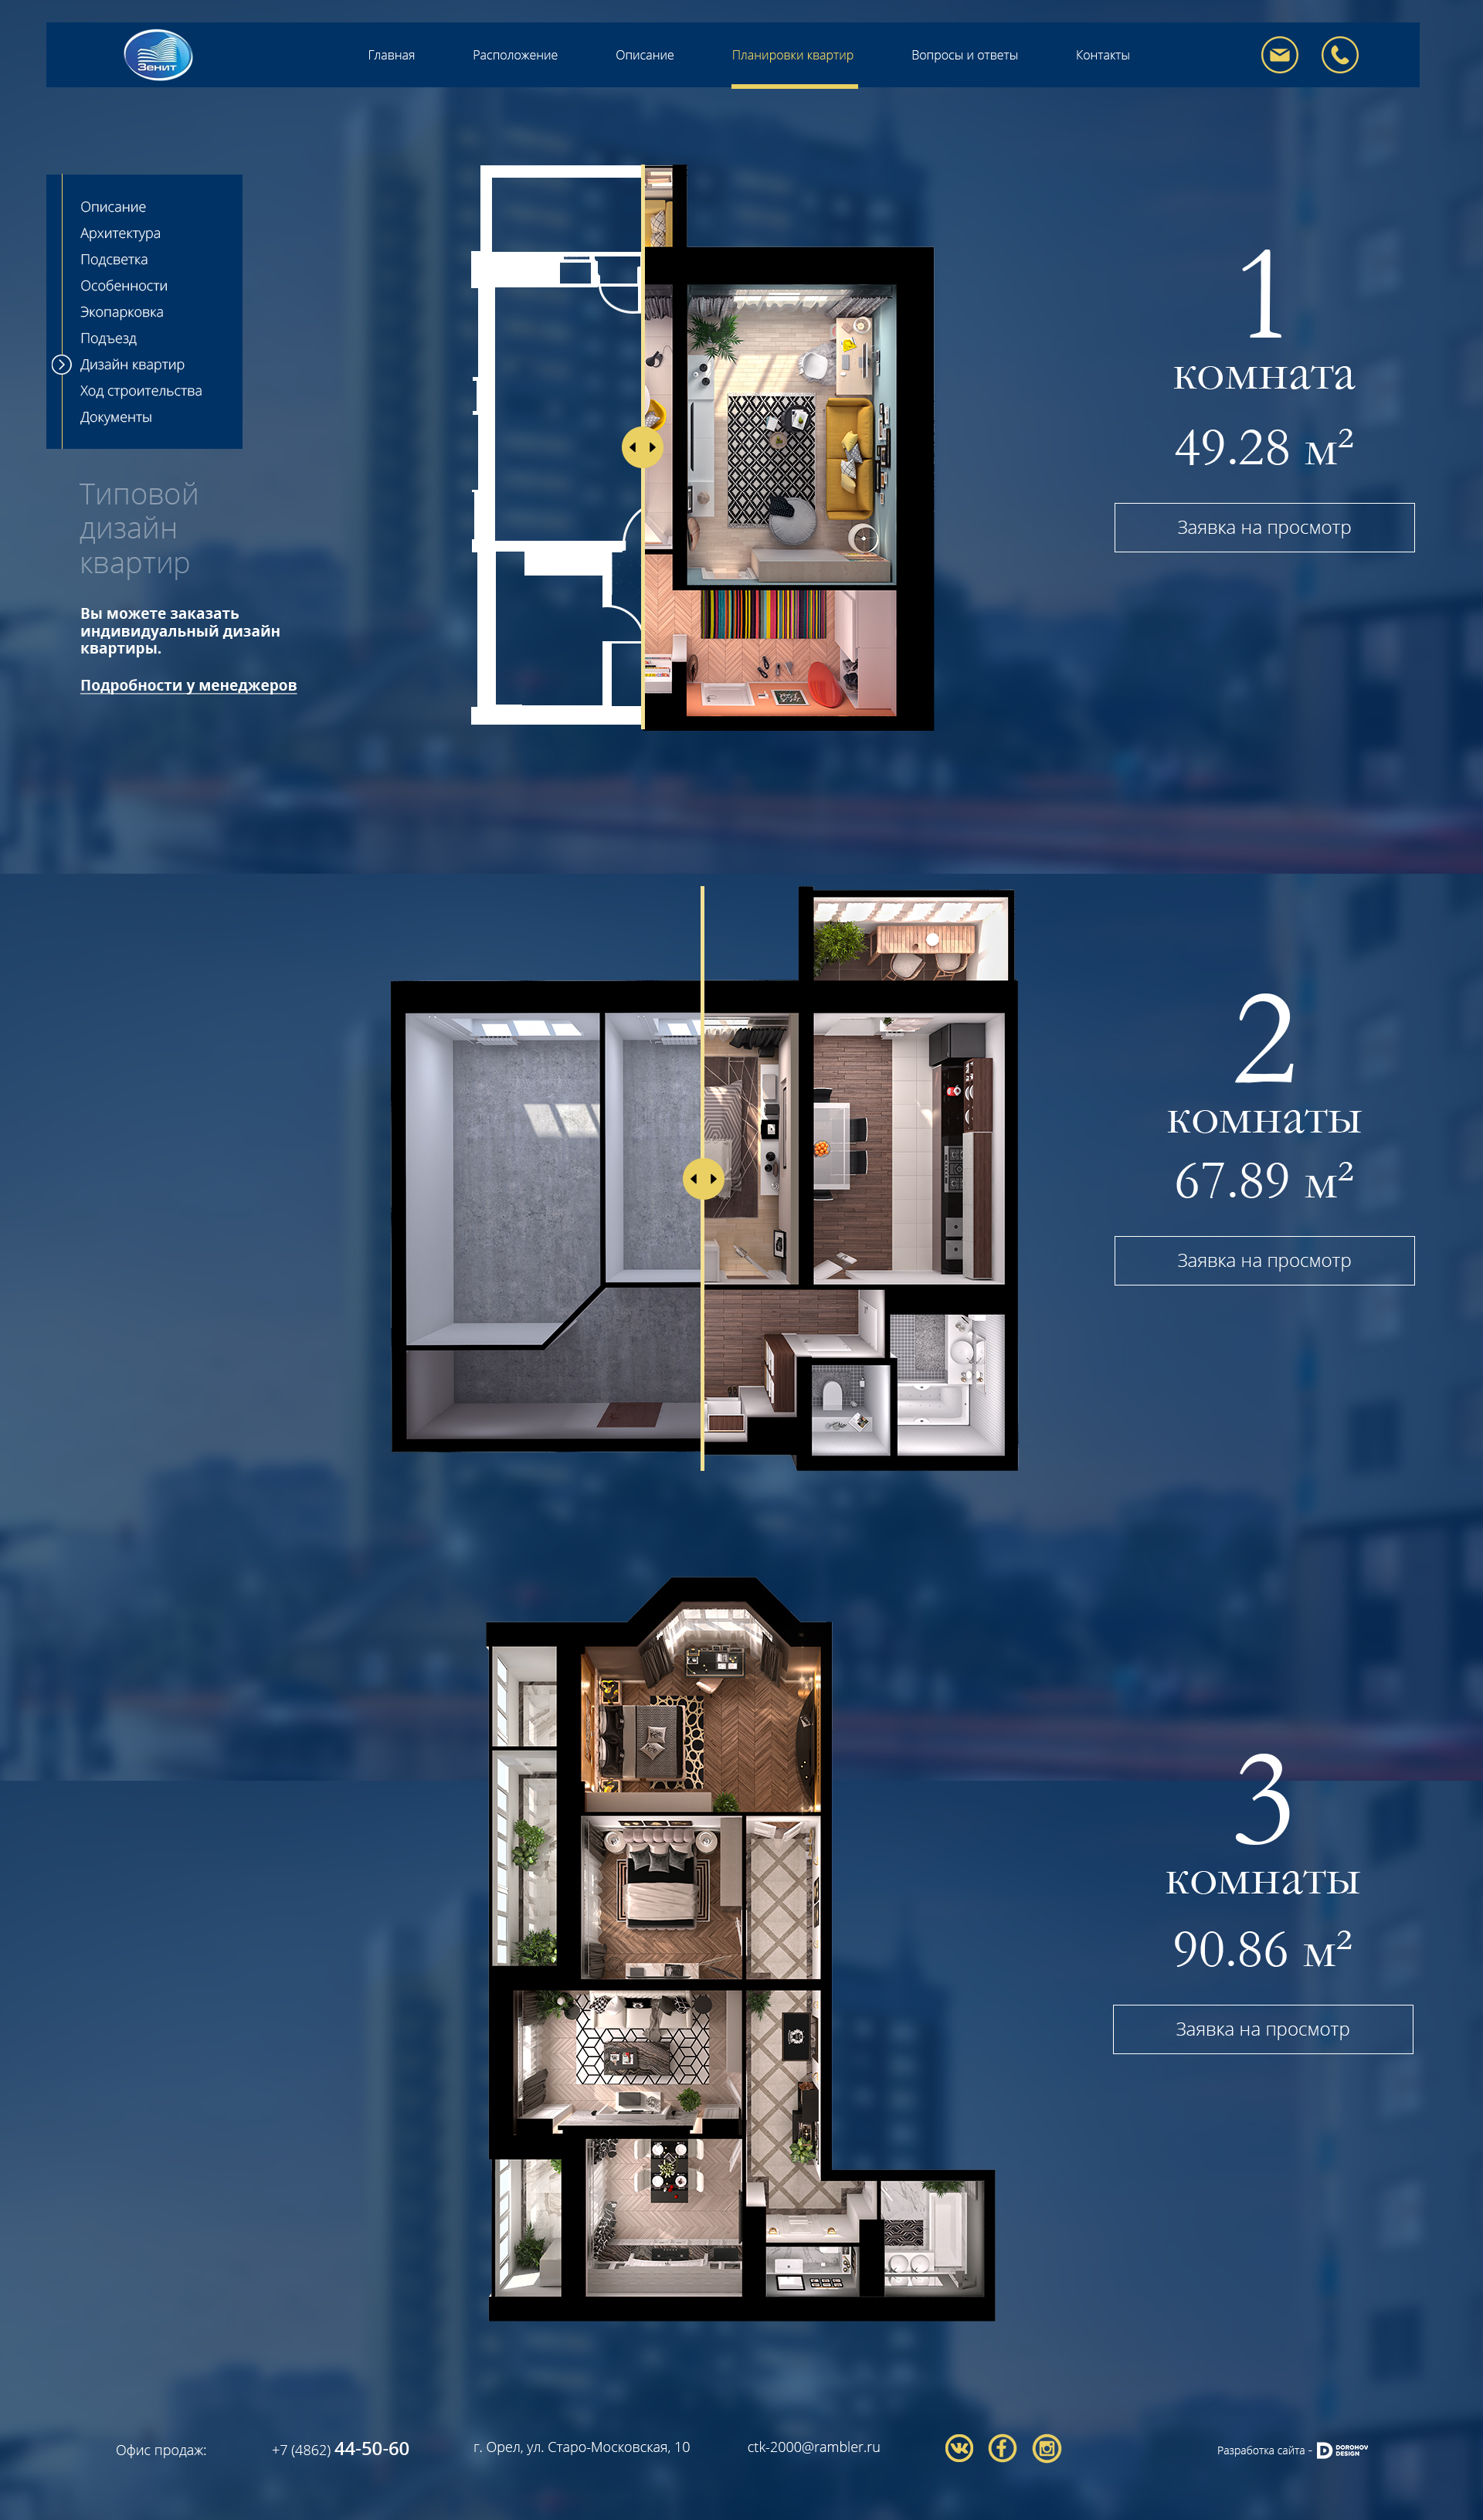 Зенит
Главная
Расположение
Описание
Планировки квартир
Вопросы и ответы
Контакты
Описание
Архитектура
Подсветка
Особенности
Экопарковка
Подъезд
Дизайн квартир
Ход строительства
Документы
Типовой
дизайн
квартир
Вы можете заказать
индивидуальный дизайн
квартиры.
Подробности у менеджеров
1
комната
49.28 м²
Заявка на просмотр
2
комнаты
67.89 м²
Заявка на просмотр
3
комнаты
90.86 м²
Заявка на просмотр
Офис продаж:
+7 (4862) 44-50-60
г. Орел, ул. Старо-Московская, 10
ctk-2000@rambler.ru
Разработка сайта -
DOROHOV
DESIGN